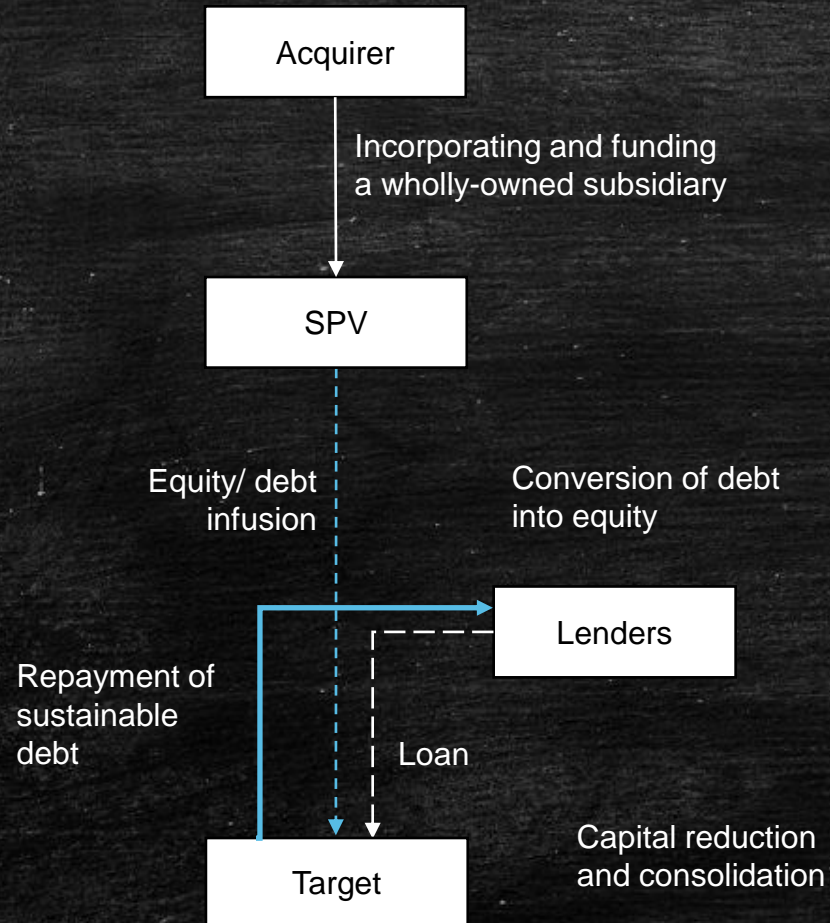 Acquirer
Incorporating and funding
a wholly-owned subsidiary
SPV
Equity/ debt
infusion
Conversion of debt
into equity
Lenders
Repayment of
sustainable
debt
Loan
Capital reduction
and consolidation
Target